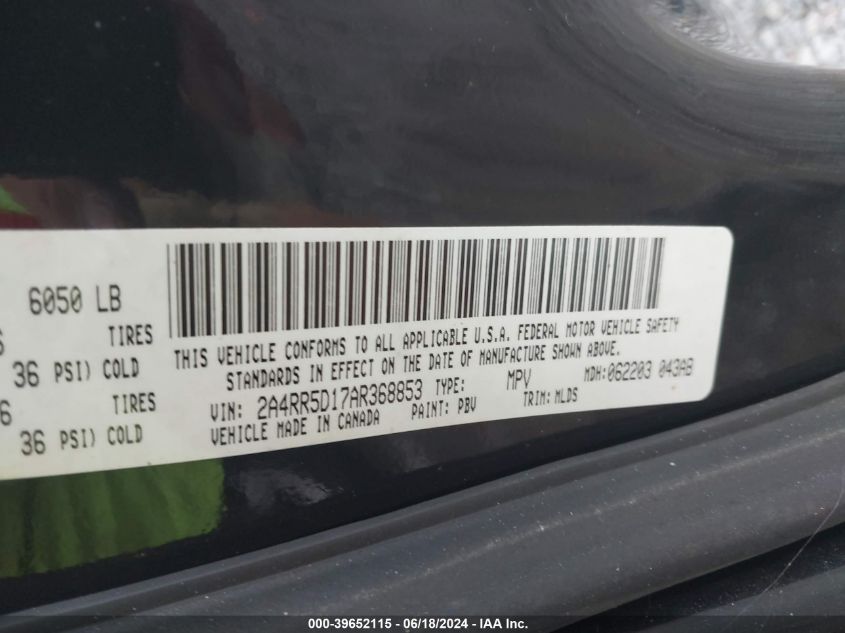 6050 LB
TIRES
36 PSI) COLD
6 TIRES
36 PSI) COLD
THIS VEHICLE CONFORMS TO ALL APPLICABLE U.S.A. FEDERAL MOTOR VEHICLE SAFETY
STANDARDS IN EFFECT ON THE DATE OF MANUFACTURE SHOWN ABOVE.
VIN: 2A4RR5D17AR368853 TYPE: MPV MDH:062203 043AB
VEHICLE MADE IN CANADA PAINT: PBV TRIM: MLDS
000-39652115 - 06/18/2024 - IAA Inc.